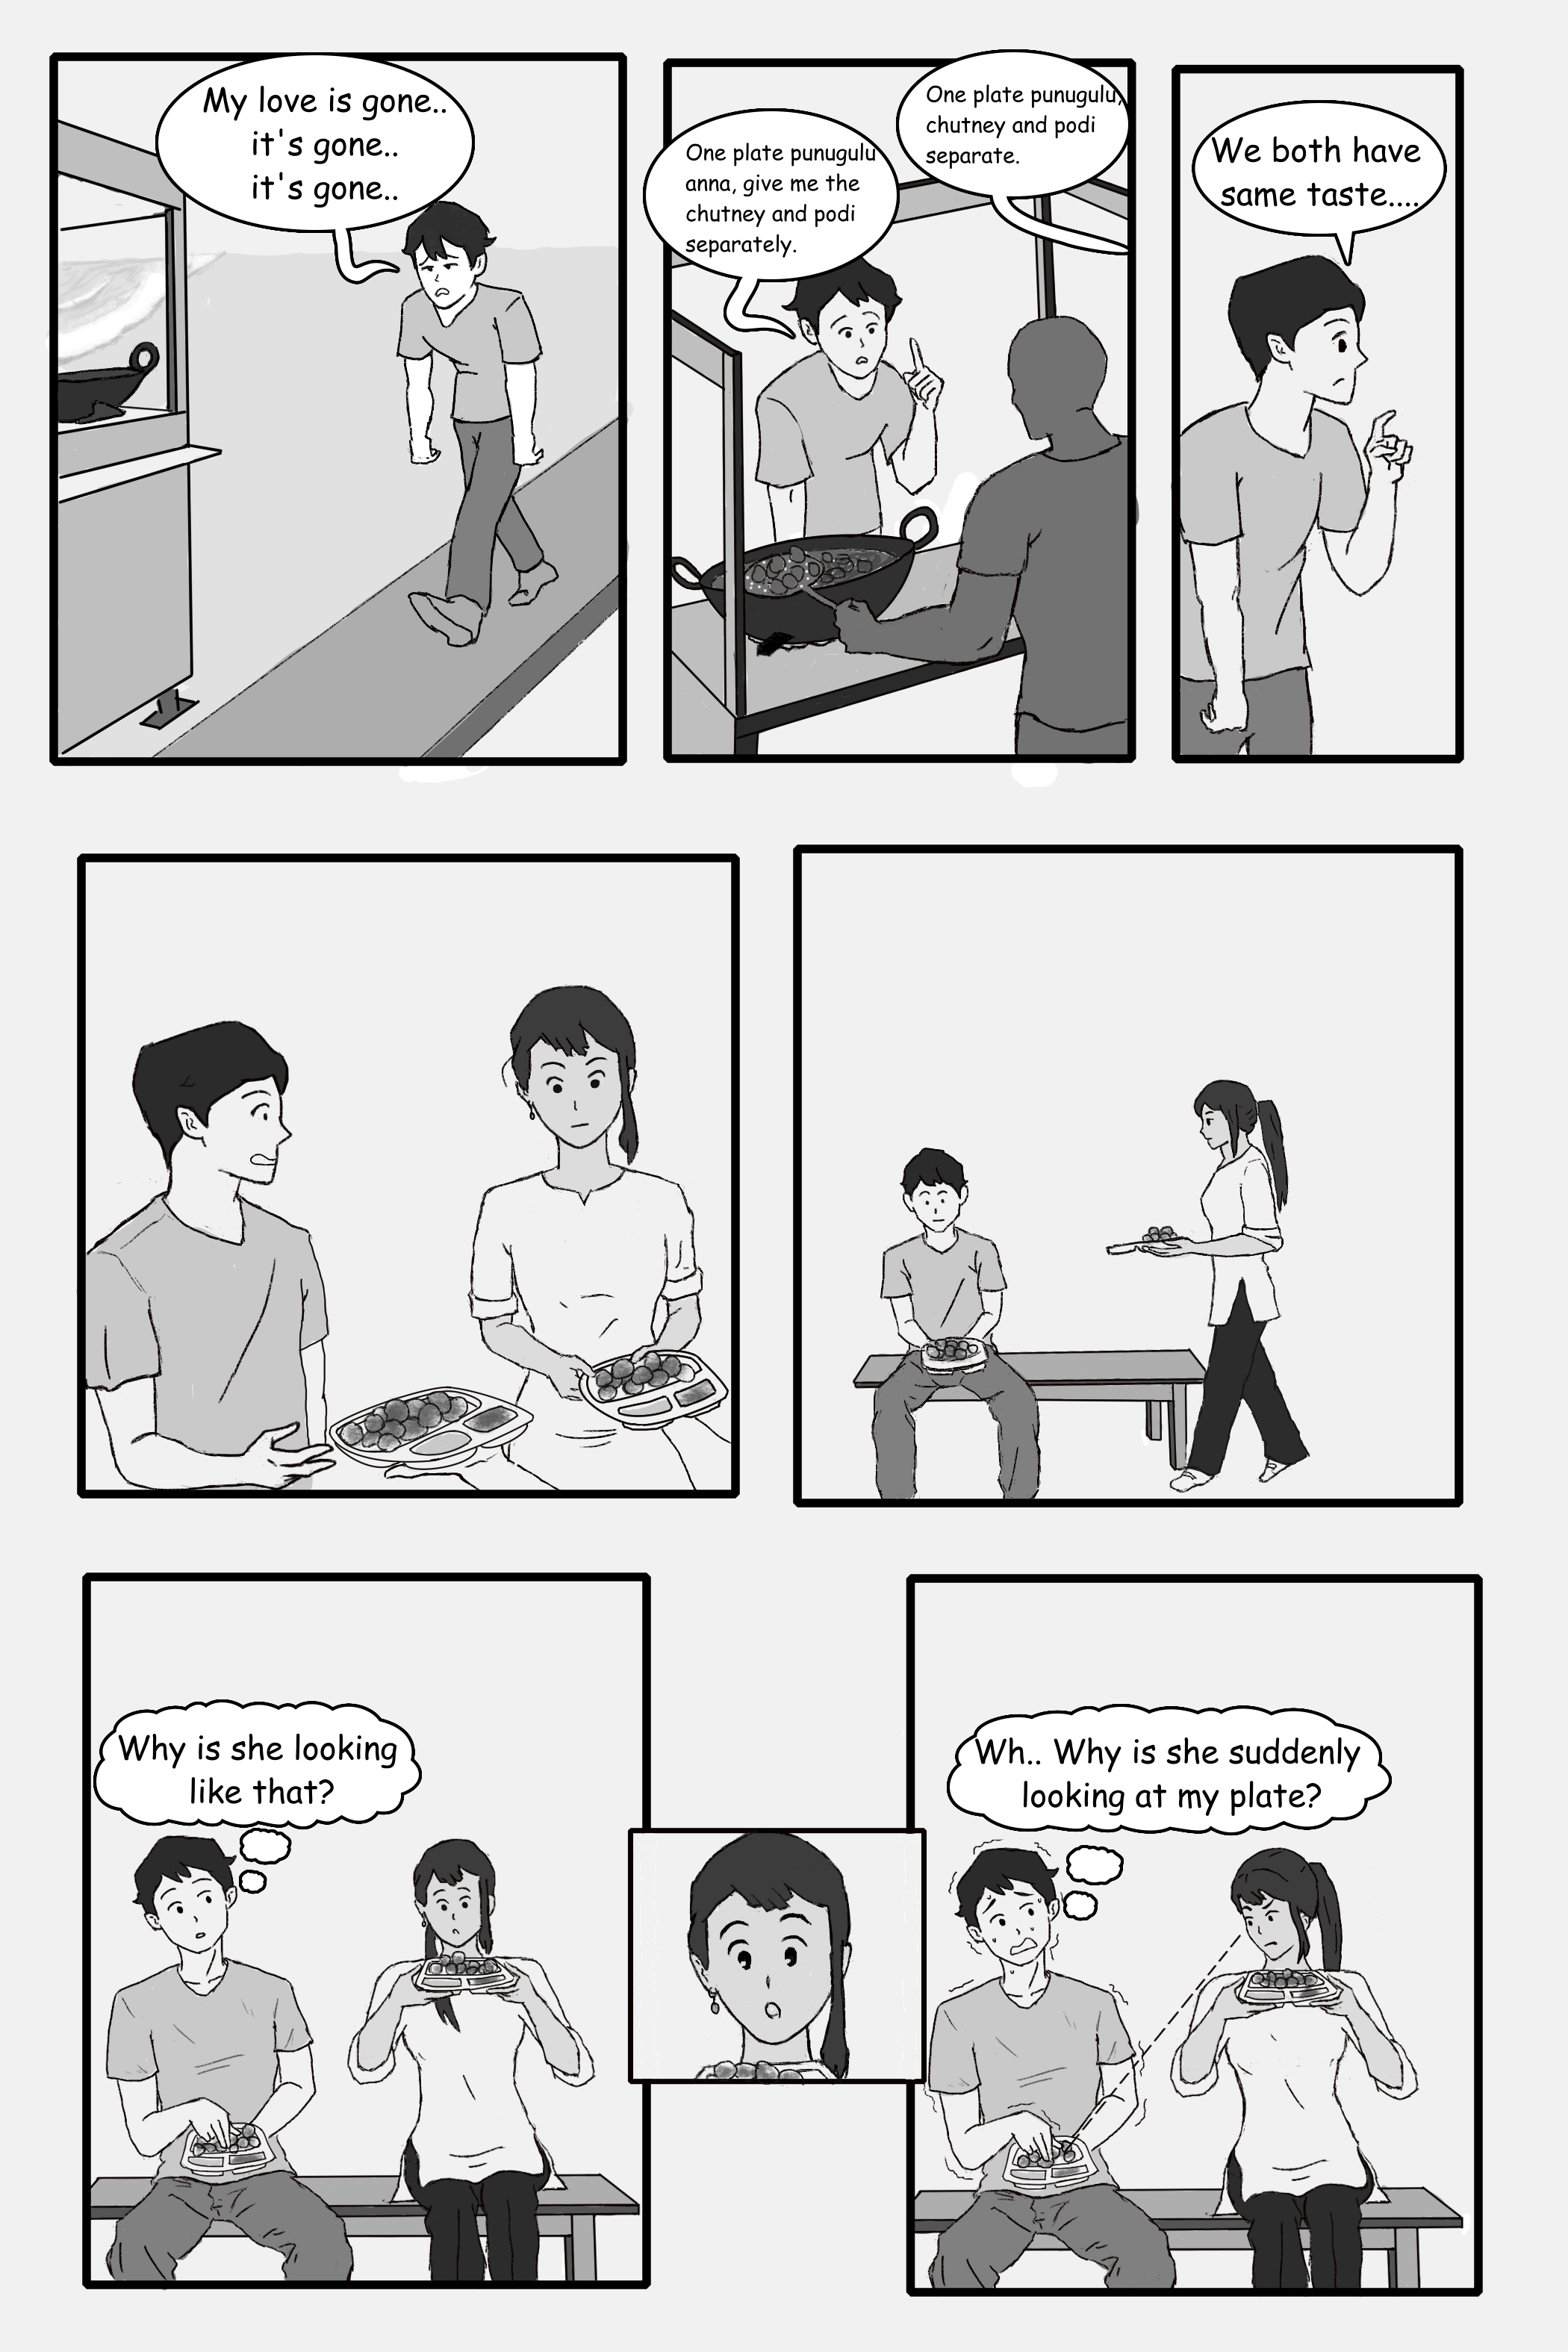 My love is gone..
it's gone..
it's gone..
One plate punugulu
anna, give me the
chutney and podi
separately.
One plate punugulu,
chutney and podi
separate.
We both have
same taste....
Why is she looking
like that?
Wh.. Why is she suddenly
looking at my plate?